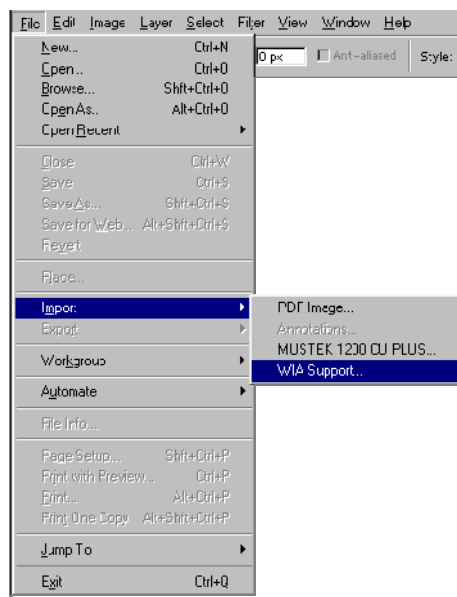 File Edit Image Layer Select Filter View Window Help
0 px Anti-aliased Style:
New... Ctrl+N
Open... Ctrl+O
Browse... Shft+Ctrl+O
Open As... Alt+Ctrl+O
Open Recent
Close Ctrl+W
Save Ctrl+S
Save As... Shft+Ctrl+S
Save for Web... Alt+Shft+Ctrl+S
Revert
Place...
Import
PDF Image...
Export
Annotations...
MUSTEK 1200 CU PLUS...
Workgroup
WIA Support...
Automate
File Info...
Page Setup... Shft+Ctrl+P
Print with Preview... Ctrl+P
Print... Alt+Ctrl+P
Print One Copy Alt+Shft+Ctrl+P
Jump To
Exit Ctrl+Q